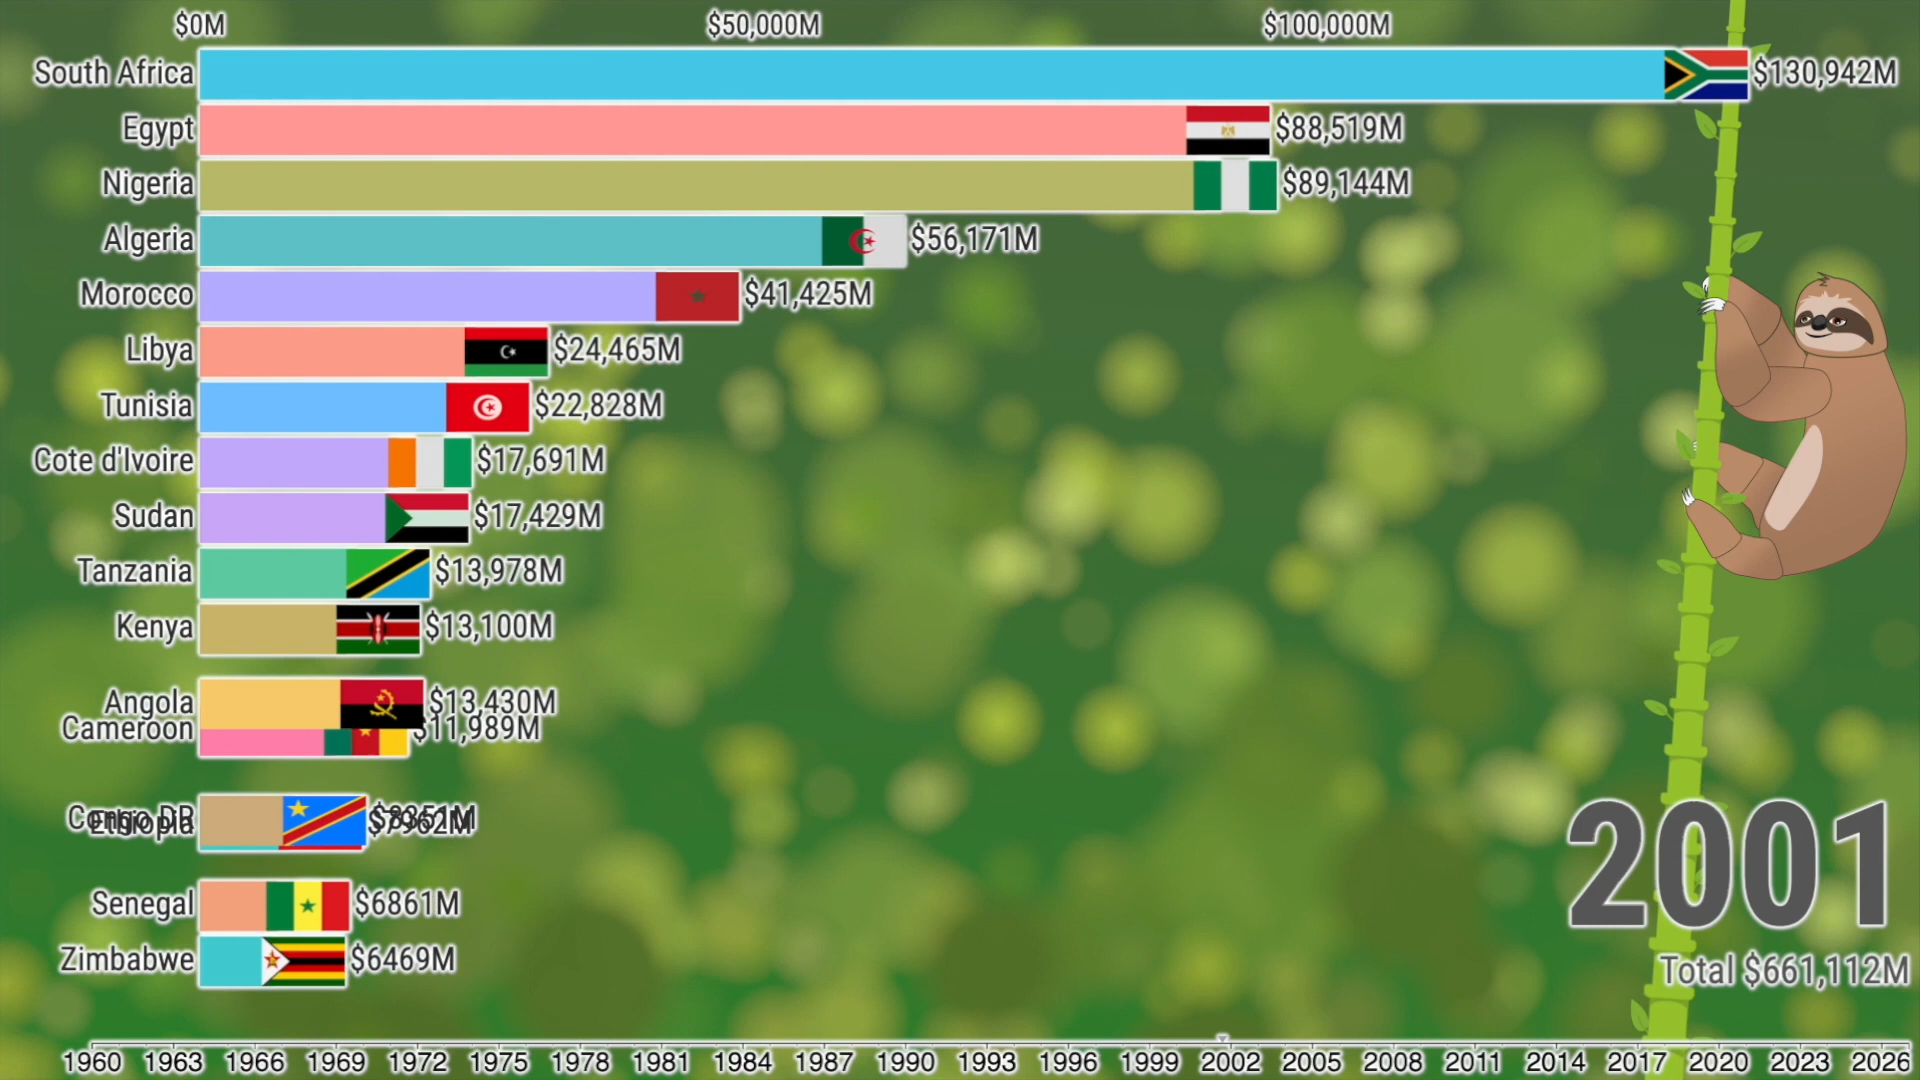 $0M $50,000M $100,000M
South Africa $130,942M
Egypt $88,519M
Nigeria $89,144M
Algeria $56,171M
Morocco $41,425M
Libya $24,465M
Tunisia $22,828M
Cote d'Ivoire $17,691M
Sudan $17,429M
Tanzania $13,978M
Kenya $13,100M
Angola $13,430M
Cameroon $11,989M
Congo DR
Ethiopia $7962M
Senegal $6861M
Zimbabwe $6469M
2001
Total $661,112M
1960 1963 1966 1969 1972 1975 1978 1981 1984 1987 1990 1993 1996 1999 2002 2005 2008 2011 2014 2017 2020 2023 2026